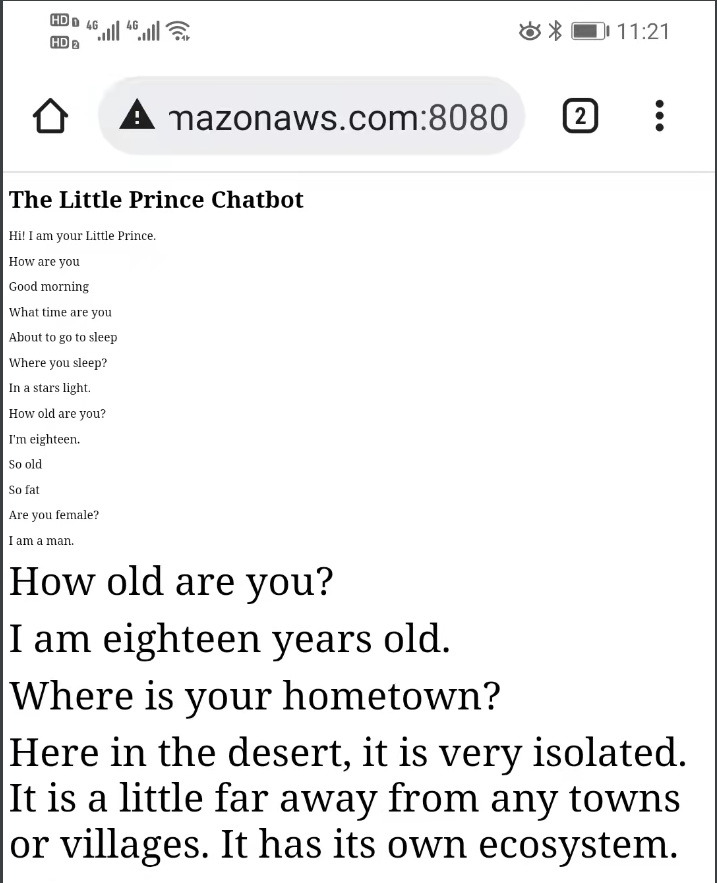 HD 1 4G 4G 11:21
HD 2
mazonaws.com:8080 2
The Little Prince Chatbot
Hi! I am your Little Prince.
How are you
Good morning
What time are you
About to go to sleep
Where you sleep?
In a stars light.
How old are you?
I'm eighteen.
So old
So fat
Are you female?
I am a man.
How old are you?
I am eighteen years old.
Where is your hometown?
Here in the desert, it is very isolated.
It is a little far away from any towns
or villages. It has its own ecosystem.